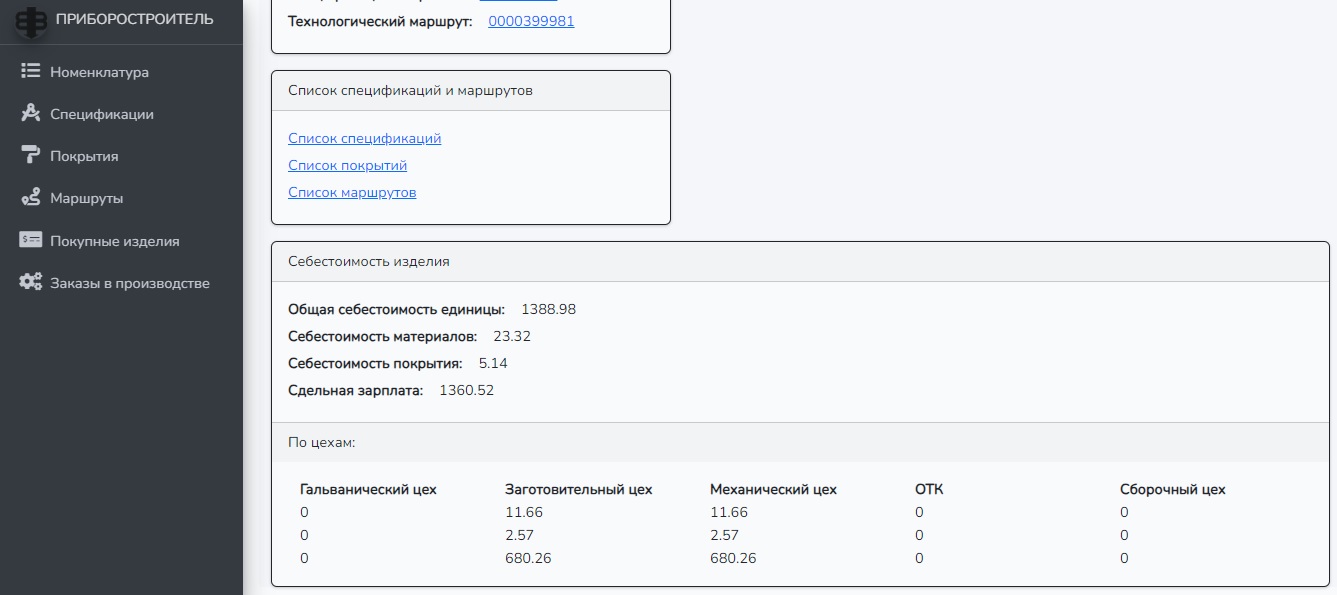 ПРИБОРОСТРОИТЕЛЬ
Номенклатура
Спецификации
Покрытия
Маршруты
Покупные изделия
Заказы в производстве
Технологический маршрут: 0000399981
Список спецификаций и маршрутов
Список спецификаций
Список покрытий
Список маршрутов
Себестоимость изделия
Общая себестоимость единицы: 1388.98
Себестоимость материалов: 23.32
Себестоимость покрытия: 5.14
Сдельная зарплата: 1360.52
По цехам:
Гальванический цех Заготовительный цех Механический цех ОТК Сборочный цех
0 11.66 11.66 0 0
0 2.57 2.57 0 0
0 680.26 680.26 0 0